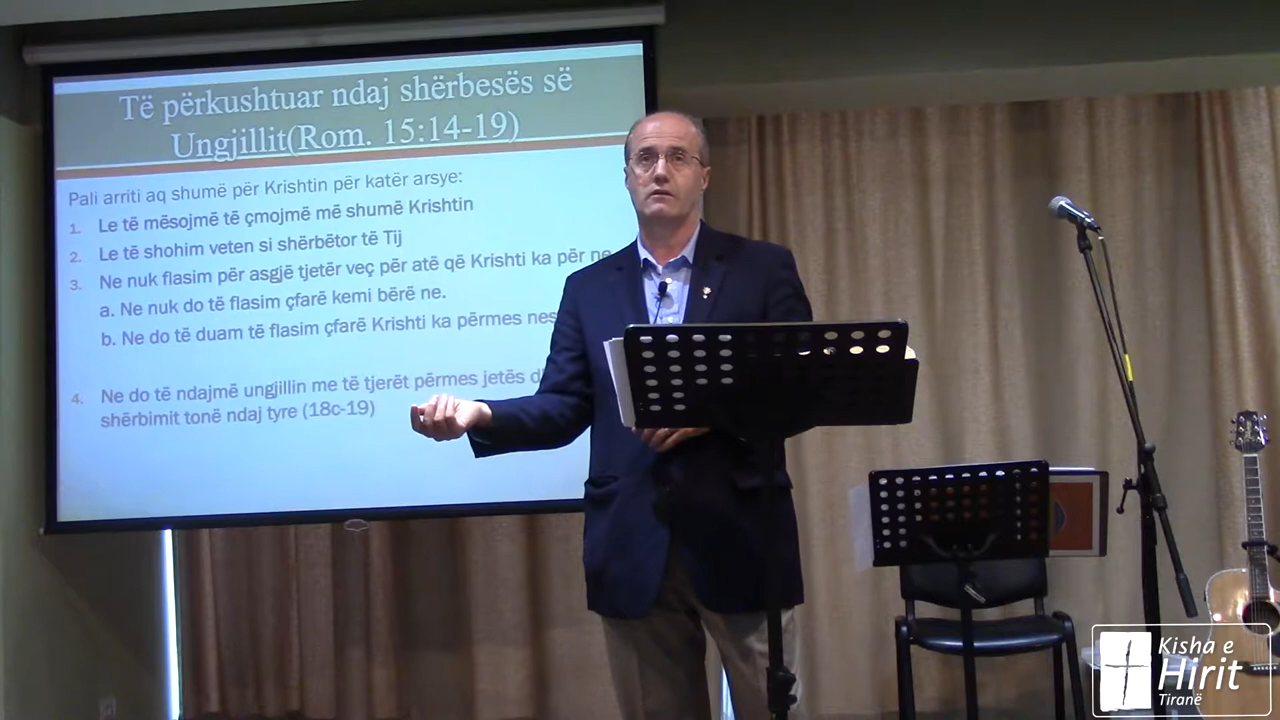 Të përkushtuar ndaj shërbesës së
Ungjillit(Rom. 15:14-19)
Pali arriti aq shumë për Krishtin për katër arsye:
1. Le të mësojmë të çmojmë më shumë Krishtin
2. Le të shohim veten si shërbëtor të Tij
3. Ne nuk flasim për asgjë tjetër veç për atë që Krishti ka për
a. Ne nuk do të flasim çfarë kemi bërë ne.
b. Ne do të duam të flasim çfarë Krishti ka përmes
4. Ne do të ndajmë ungjillin me të tjerët përmes jetës
shërbimit tonë ndaj tyre (18c-19)
Kisha e
Hirit
Tiranë